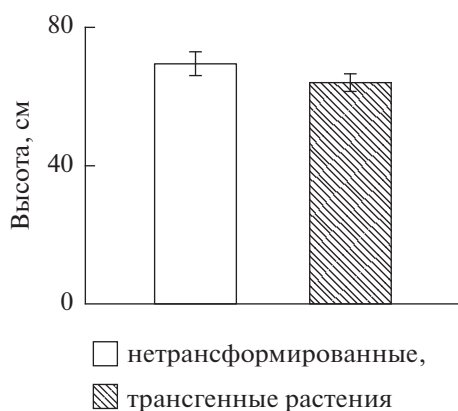 80
40
0
Высота, см
нетрансформированные,
трансгенные растения